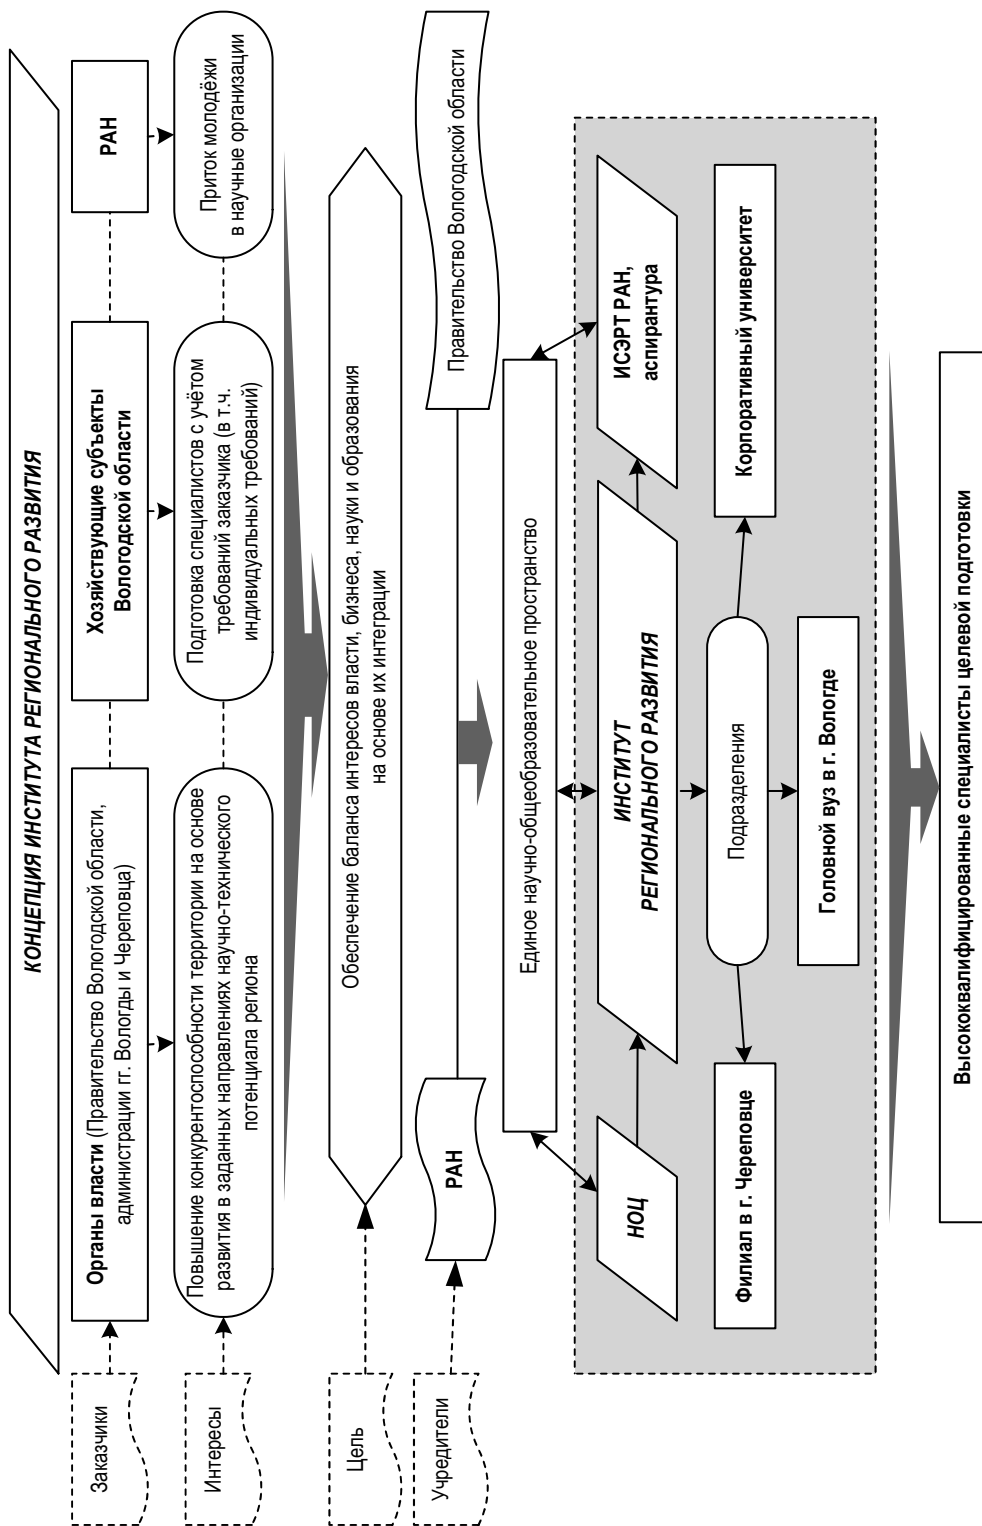 КОНЦЕПЦИЯ ИНСТИТУТА РЕГИОНАЛЬНОГО РАЗВИТИЯ
Заказчики
Органы власти (Правительство Вологодской области,
администрации гг. Вологды и Череповца)
Хозяйствующие субъекты
Вологодской области
РАН
Интересы
Повышение конкурентоспособности территории на основе
развития в заданных направлениях научно-технического
потенциала региона
Подготовка специалистов с учётом
требований заказчика (в т.ч.
индивидуальных требований)
Приток молодёжи
в научные организации
Цель
Обеспечение баланса интересов власти, бизнеса, науки и образования
на основе их интеграции
Учредители
РАН
Правительство Вологодской области
Единое научно-общеобразовательное пространство
НОЦ
ИНСТИТУТ
РЕГИОНАЛЬНОГО РАЗВИТИЯ
ИСЭРТ РАН,
аспирантура
Подразделения
Филиал в г. Череповце
Головной вуз в г. Вологде
Корпоративный университет
Высококвалифицированные специалисты целевой подготовки